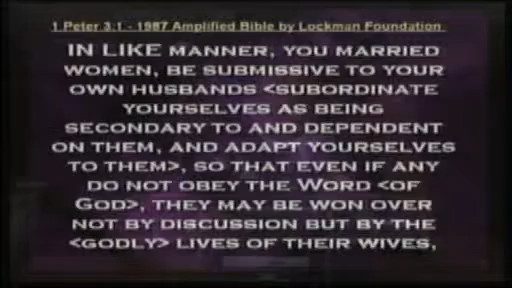 1 Peter 3:1 - 1987 Amplified Bible by Lockman Foundation
IN LIKE MANNER, YOU MARRIED
WOMEN, BE SUBMISSIVE TO YOUR
OWN HUSBANDS <SUBORDINATE
YOURSELVES AS BEING
SECONDARY TO AND DEPENDENT
ON THEM, AND ADAPT YOURSELVES
TO THEM>, SO THAT EVEN IF ANY
DO NOT OBEY THE WORD <OF
GOD>, THEY MAY BE WON OVER
NOT BY DISCUSSION BUT BY THE
<GODLY> LIVES OF THEIR WIVES,